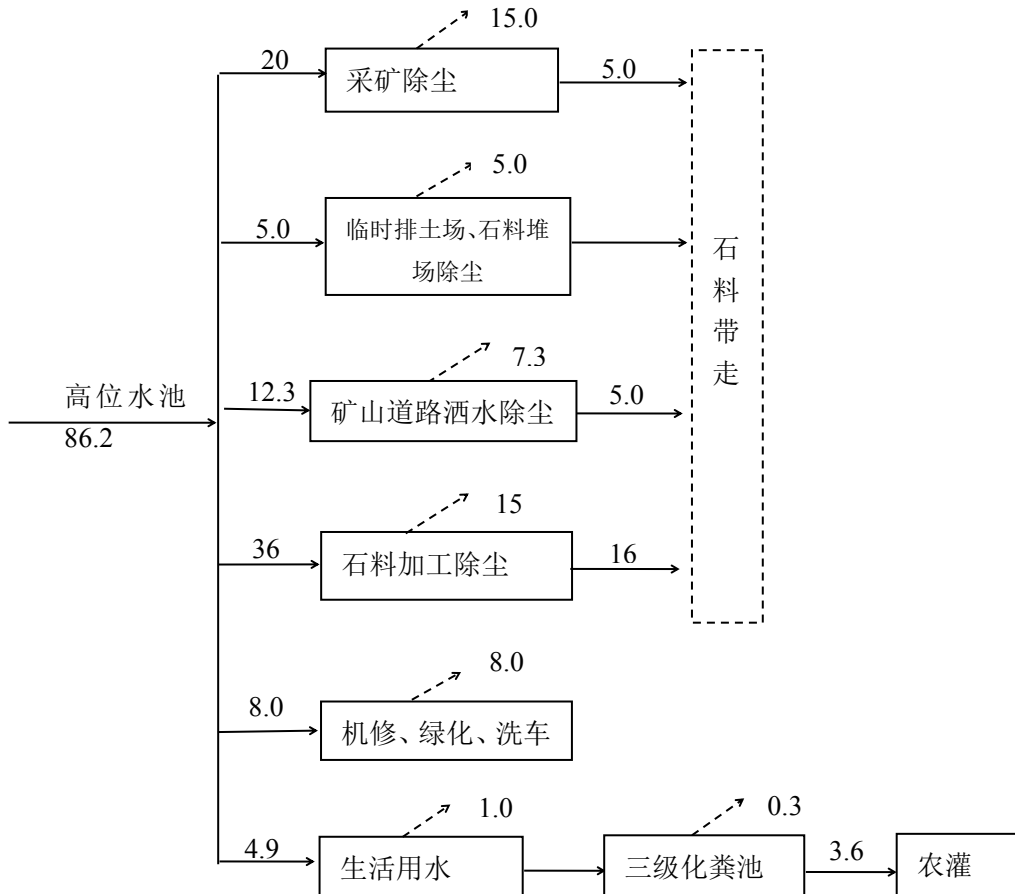 15.0
20
采矿除尘
5.0
5.0
5.0
临时排土场、石料堆
场除尘
石
料
带
走
7.3
12.3
矿山道路洒水除尘
5.0
高位水池
86.2
15
36
石料加工除尘
16
8.0
8.0
机修、绿化、洗车
1.0
0.3
4.9
生活用水
三级化粪池
3.6
农灌